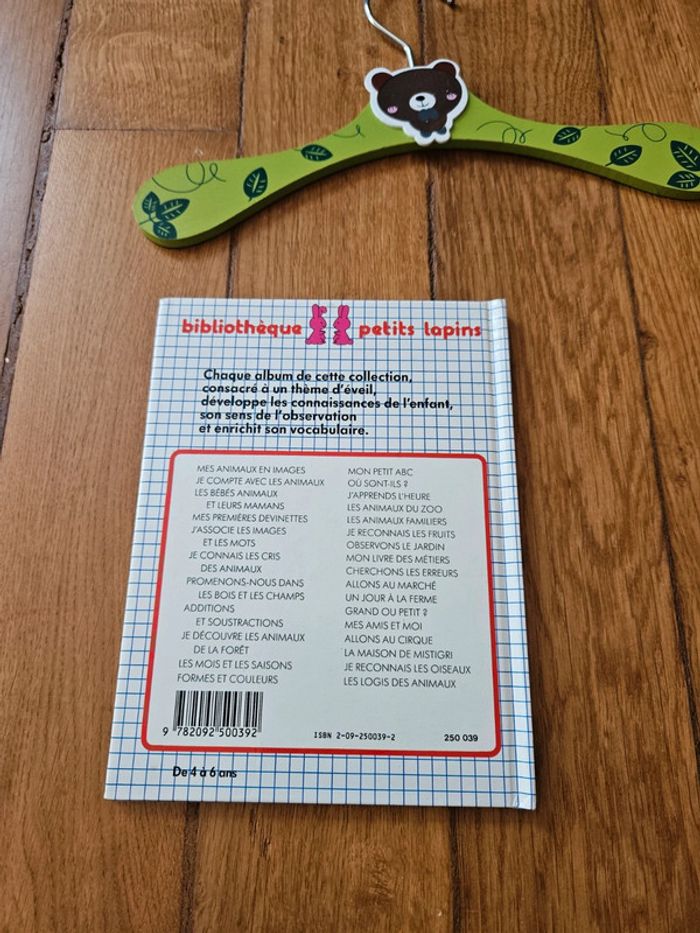 bibliothèque petits lapins
Chaque album de cette collection,
consacré à un thème d'éveil,
développe les connaissances de l'enfant,
son sens de l'observation
et enrichit son vocabulaire.
MES ANIMAUX EN IMAGES
JE COMPTE AVEC LES ANIMAUX
LES BÉBÉS ANIMAUX
ET LEURS MAMANS
MES PREMIÈRES DEVINETTES
J'ASSOCIE LES IMAGES
ET LES MOTS
JE CONNAIS LES CRIS
DES ANIMAUX
PROMENONS-NOUS DANS
LES BOIS ET LES CHAMPS
ADDITIONS
ET SOUSTRACTIONS
JE DÉCOUVRE LES ANIMAUX
DE LA FORÊT
LES MOIS ET LES SAISONS
FORMES ET COULEURS
MON PETIT ABC
OÙ SONT-ILS ?
J'APPRENDS L'HEURE
LES ANIMAUX DU ZOO
LES ANIMAUX FAMILIERS
JE RECONNAIS LES FRUITS
OBSERVONS LE JARDIN
MON LIVRE DES MÉTIERS
CHERCHONS LES ERREURS
ALLONS AU MARCHÉ
UN JOUR À LA FERME
GRAND OU PETIT ?
MES AMIS ET MOI
ALLONS AU CIRQUE
LA MAISON DE MISTIGRI
JE RECONNAIS LES OISEAUX
LES LOGIS DES ANIMAUX
9 782092 500392
ISBN 2-09-250039-2
250 039
De 4 à 6 ans